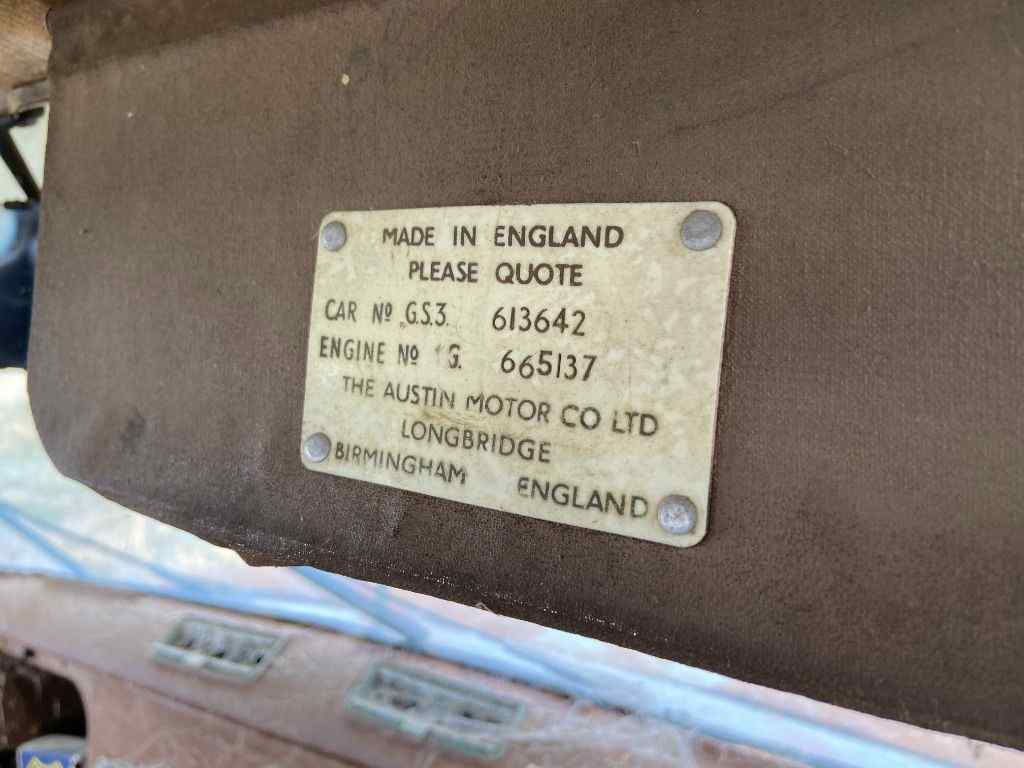 MADE IN ENGLAND
PLEASE QUOTE
CAR Nº G.S.3. 613642
ENGINE Nº G. 665137
THE AUSTIN MOTOR CO LTD
LONGBRIDGE
BIRMINGHAM ENGLAND